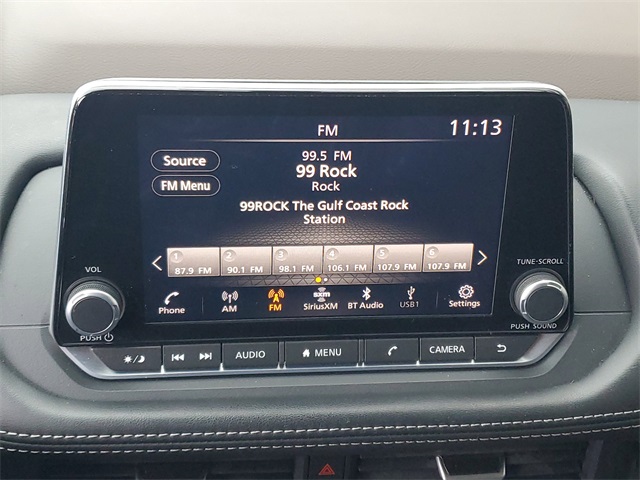 FM
11:13
Source
99.5 FM
99 Rock
FM Menu
Rock
99ROCK The Gulf Coast Rock
Station
1 2 3 4 5 6
87.9 FM 90.1 FM 98.1 FM 106.1 FM 107.9 FM 107.9 FM
VOL
TUNE·SCROLL
Phone AM FM SXM SiriusXM BT Audio USB1 Settings
PUSH
PUSH SOUND
AUDIO MENU CAMERA